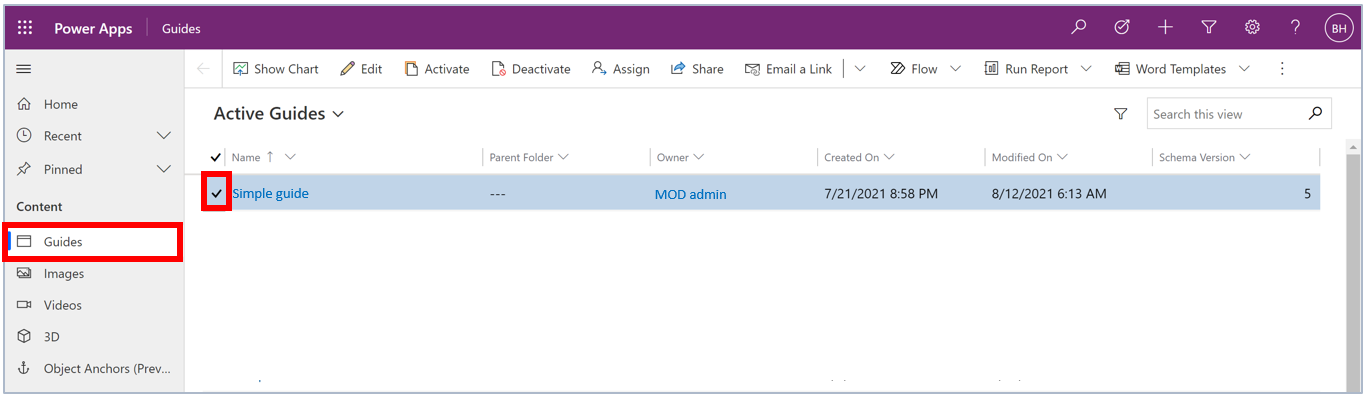 Power Apps Guides ? BH
Show Chart Edit Activate Deactivate Assign Share Email a Link Flow Run Report Word Templates
Home
Recent
Pinned
Content
Guides
Images
Videos
3D
Object Anchors (Prev...
Active Guides Search this view
Name Parent Folder Owner Created On Modified On Schema Version
Simple guide --- MOD admin 7/21/2021 8:58 PM 8/12/2021 6:13 AM 5